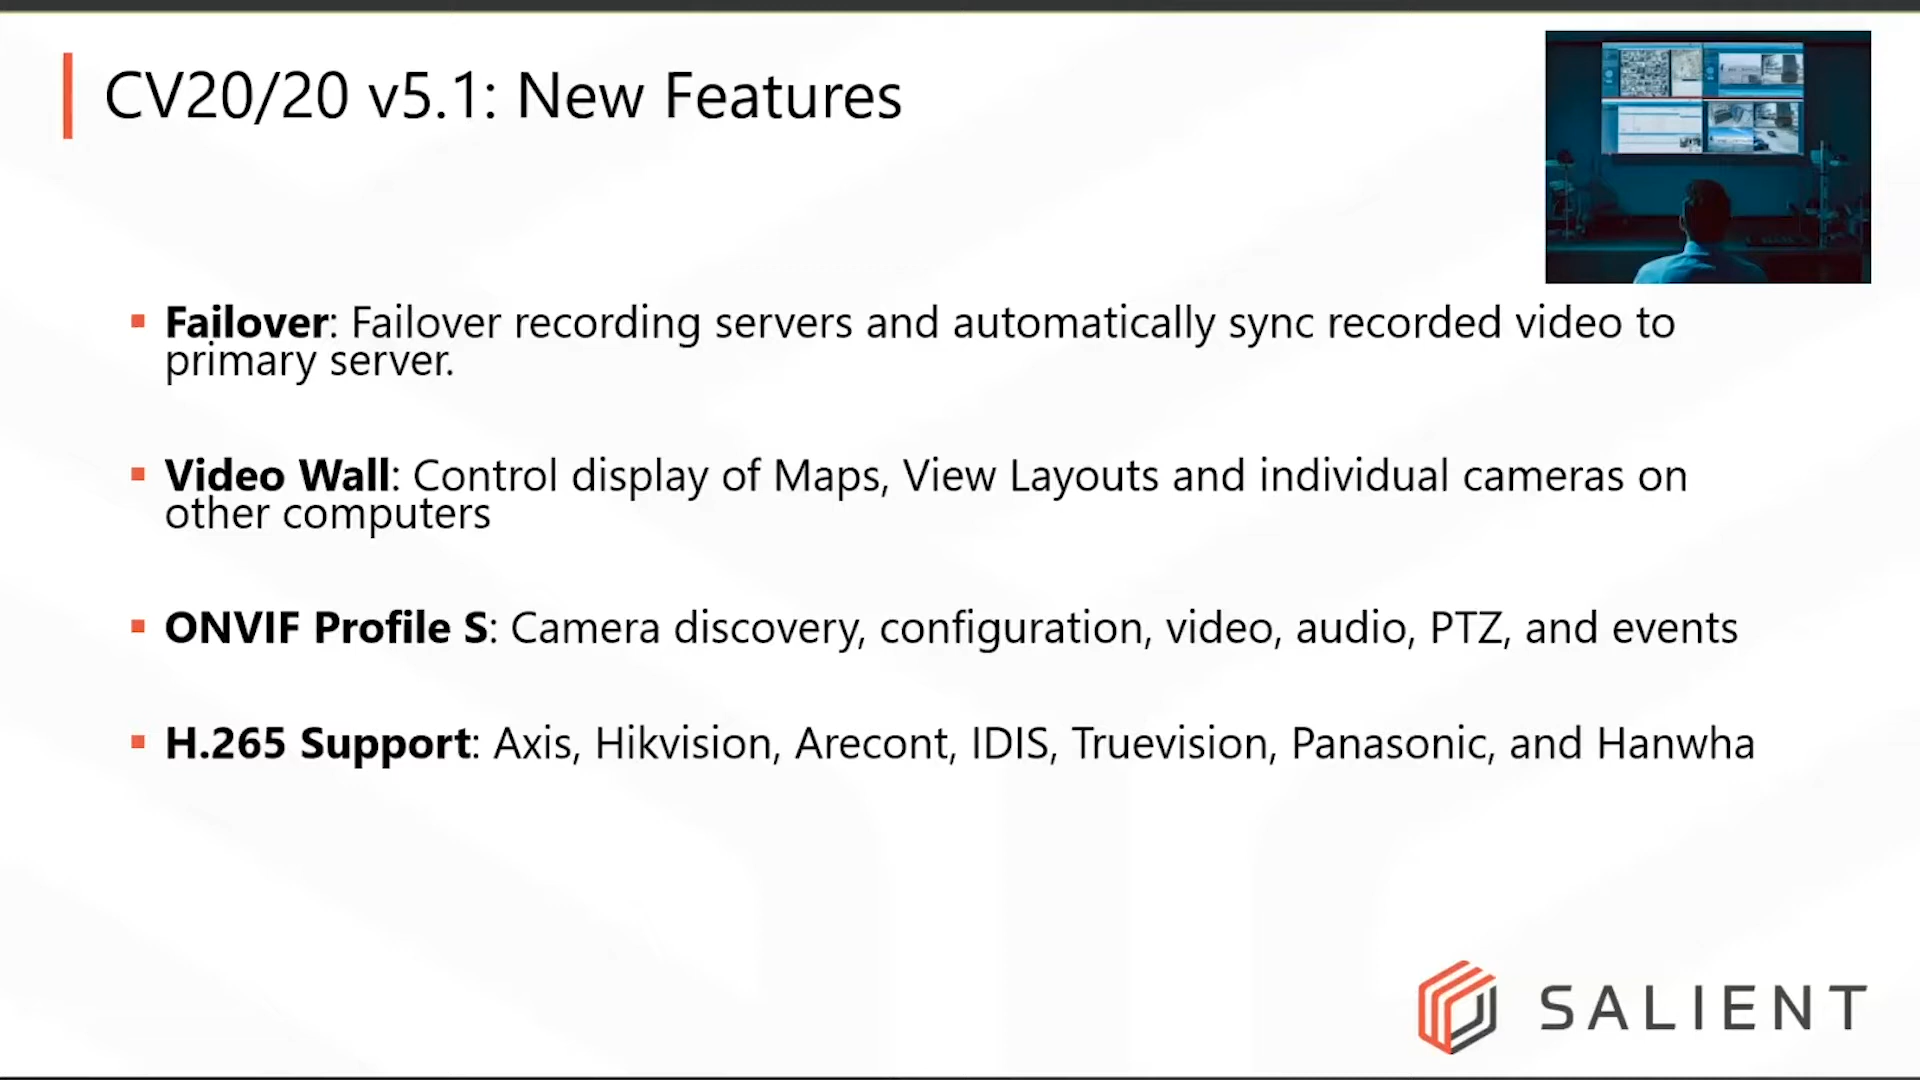 CV20/20 v5.1: New Features
Failover: Failover recording servers and automatically sync recorded video to
primary server.
Video Wall: Control display of Maps, View Layouts and individual cameras on
other computers
ONVIF Profile S: Camera discovery, configuration, video, audio, PTZ, and events
H.265 Support: Axis, Hikvision, Arecont, IDIS, Truevision, Panasonic, and Hanwha
SALIENT